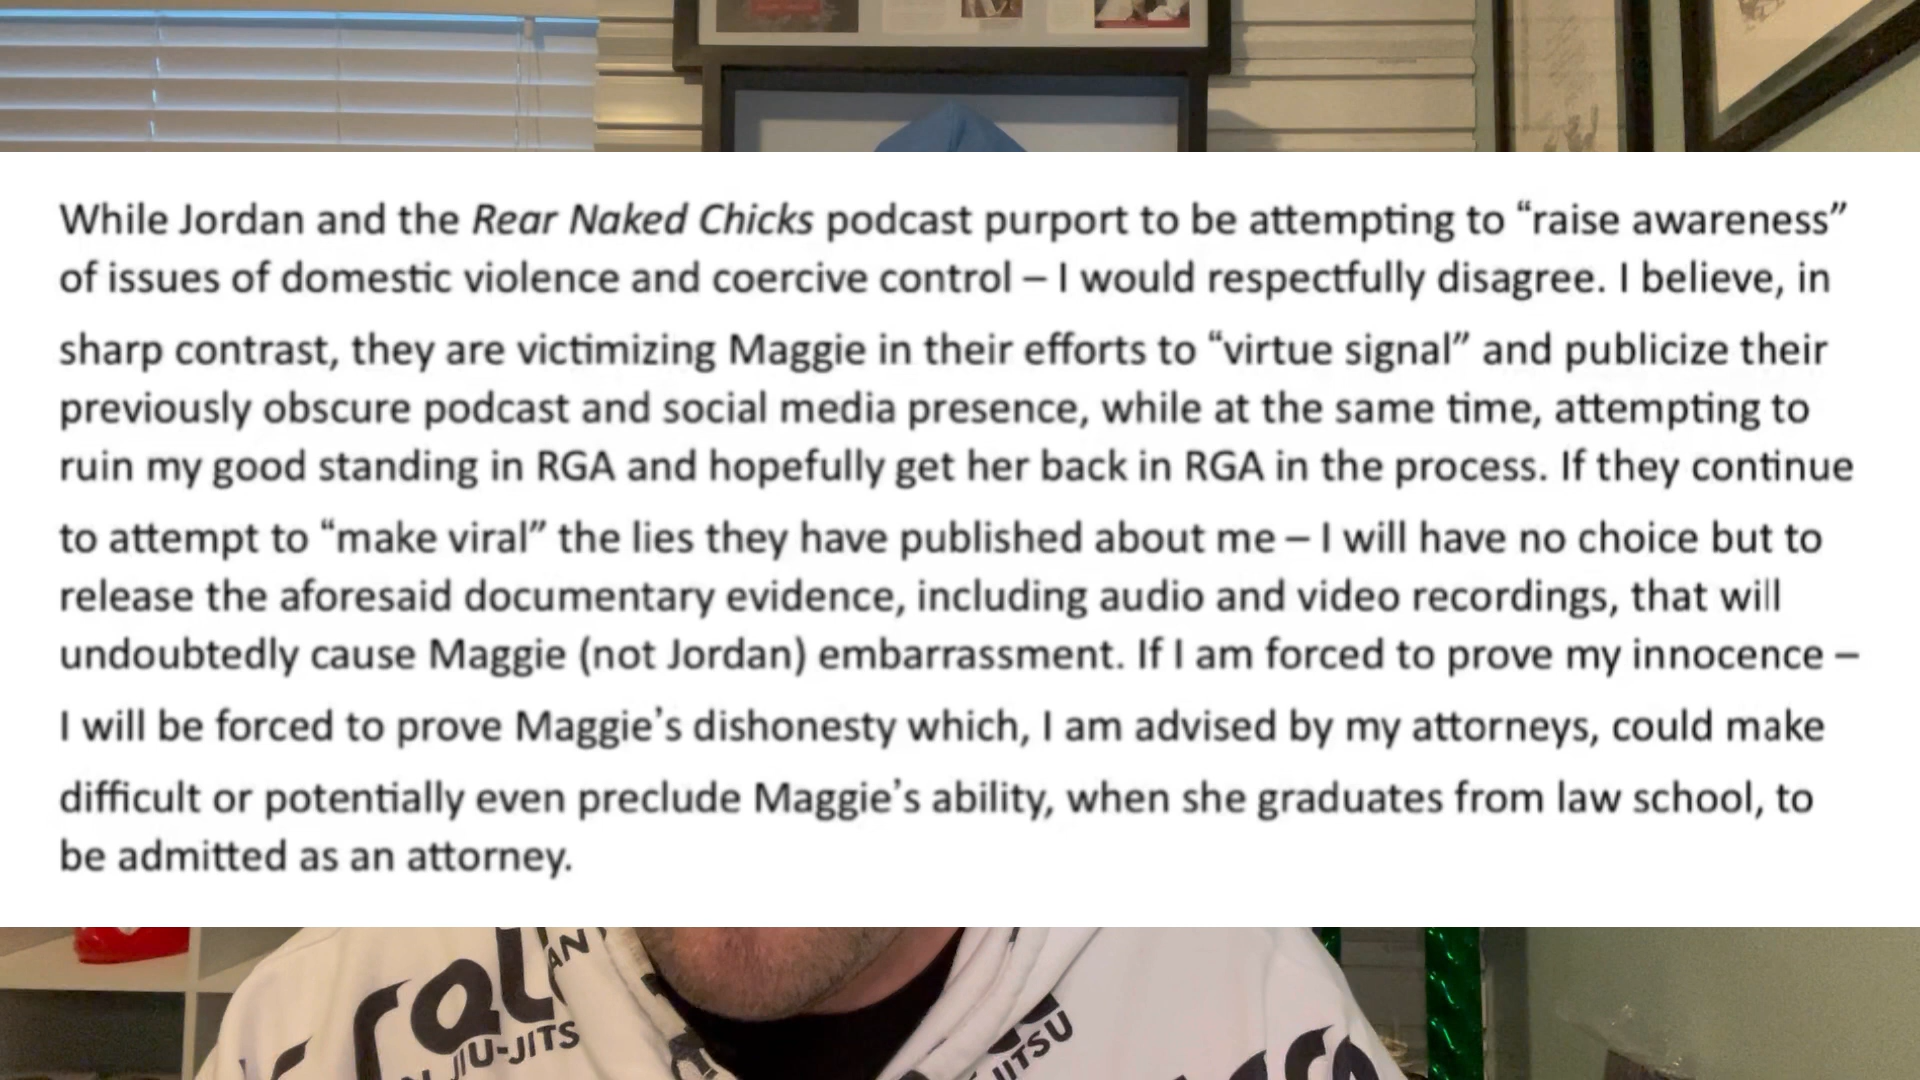 While Jordan and the Rear Naked Chicks podcast purport to be attempting to “raise awareness”
of issues of domestic violence and coercive control – I would respectfully disagree. I believe, in
sharp contrast, they are victimizing Maggie in their efforts to “virtue signal” and publicize their
previously obscure podcast and social media presence, while at the same time, attempting to
ruin my good standing in RGA and hopefully get her back in RGA in the process. If they continue
to attempt to “make viral” the lies they have published about me – I will have no choice but to
release the aforesaid documentary evidence, including audio and video recordings, that will
undoubtedly cause Maggie (not Jordan) embarrassment. If I am forced to prove my innocence –
I will be forced to prove Maggie’s dishonesty which, I am advised by my attorneys, could make
difficult or potentially even preclude Maggie’s ability, when she graduates from law school, to
be admitted as an attorney.
JIU-JITS
JITSU